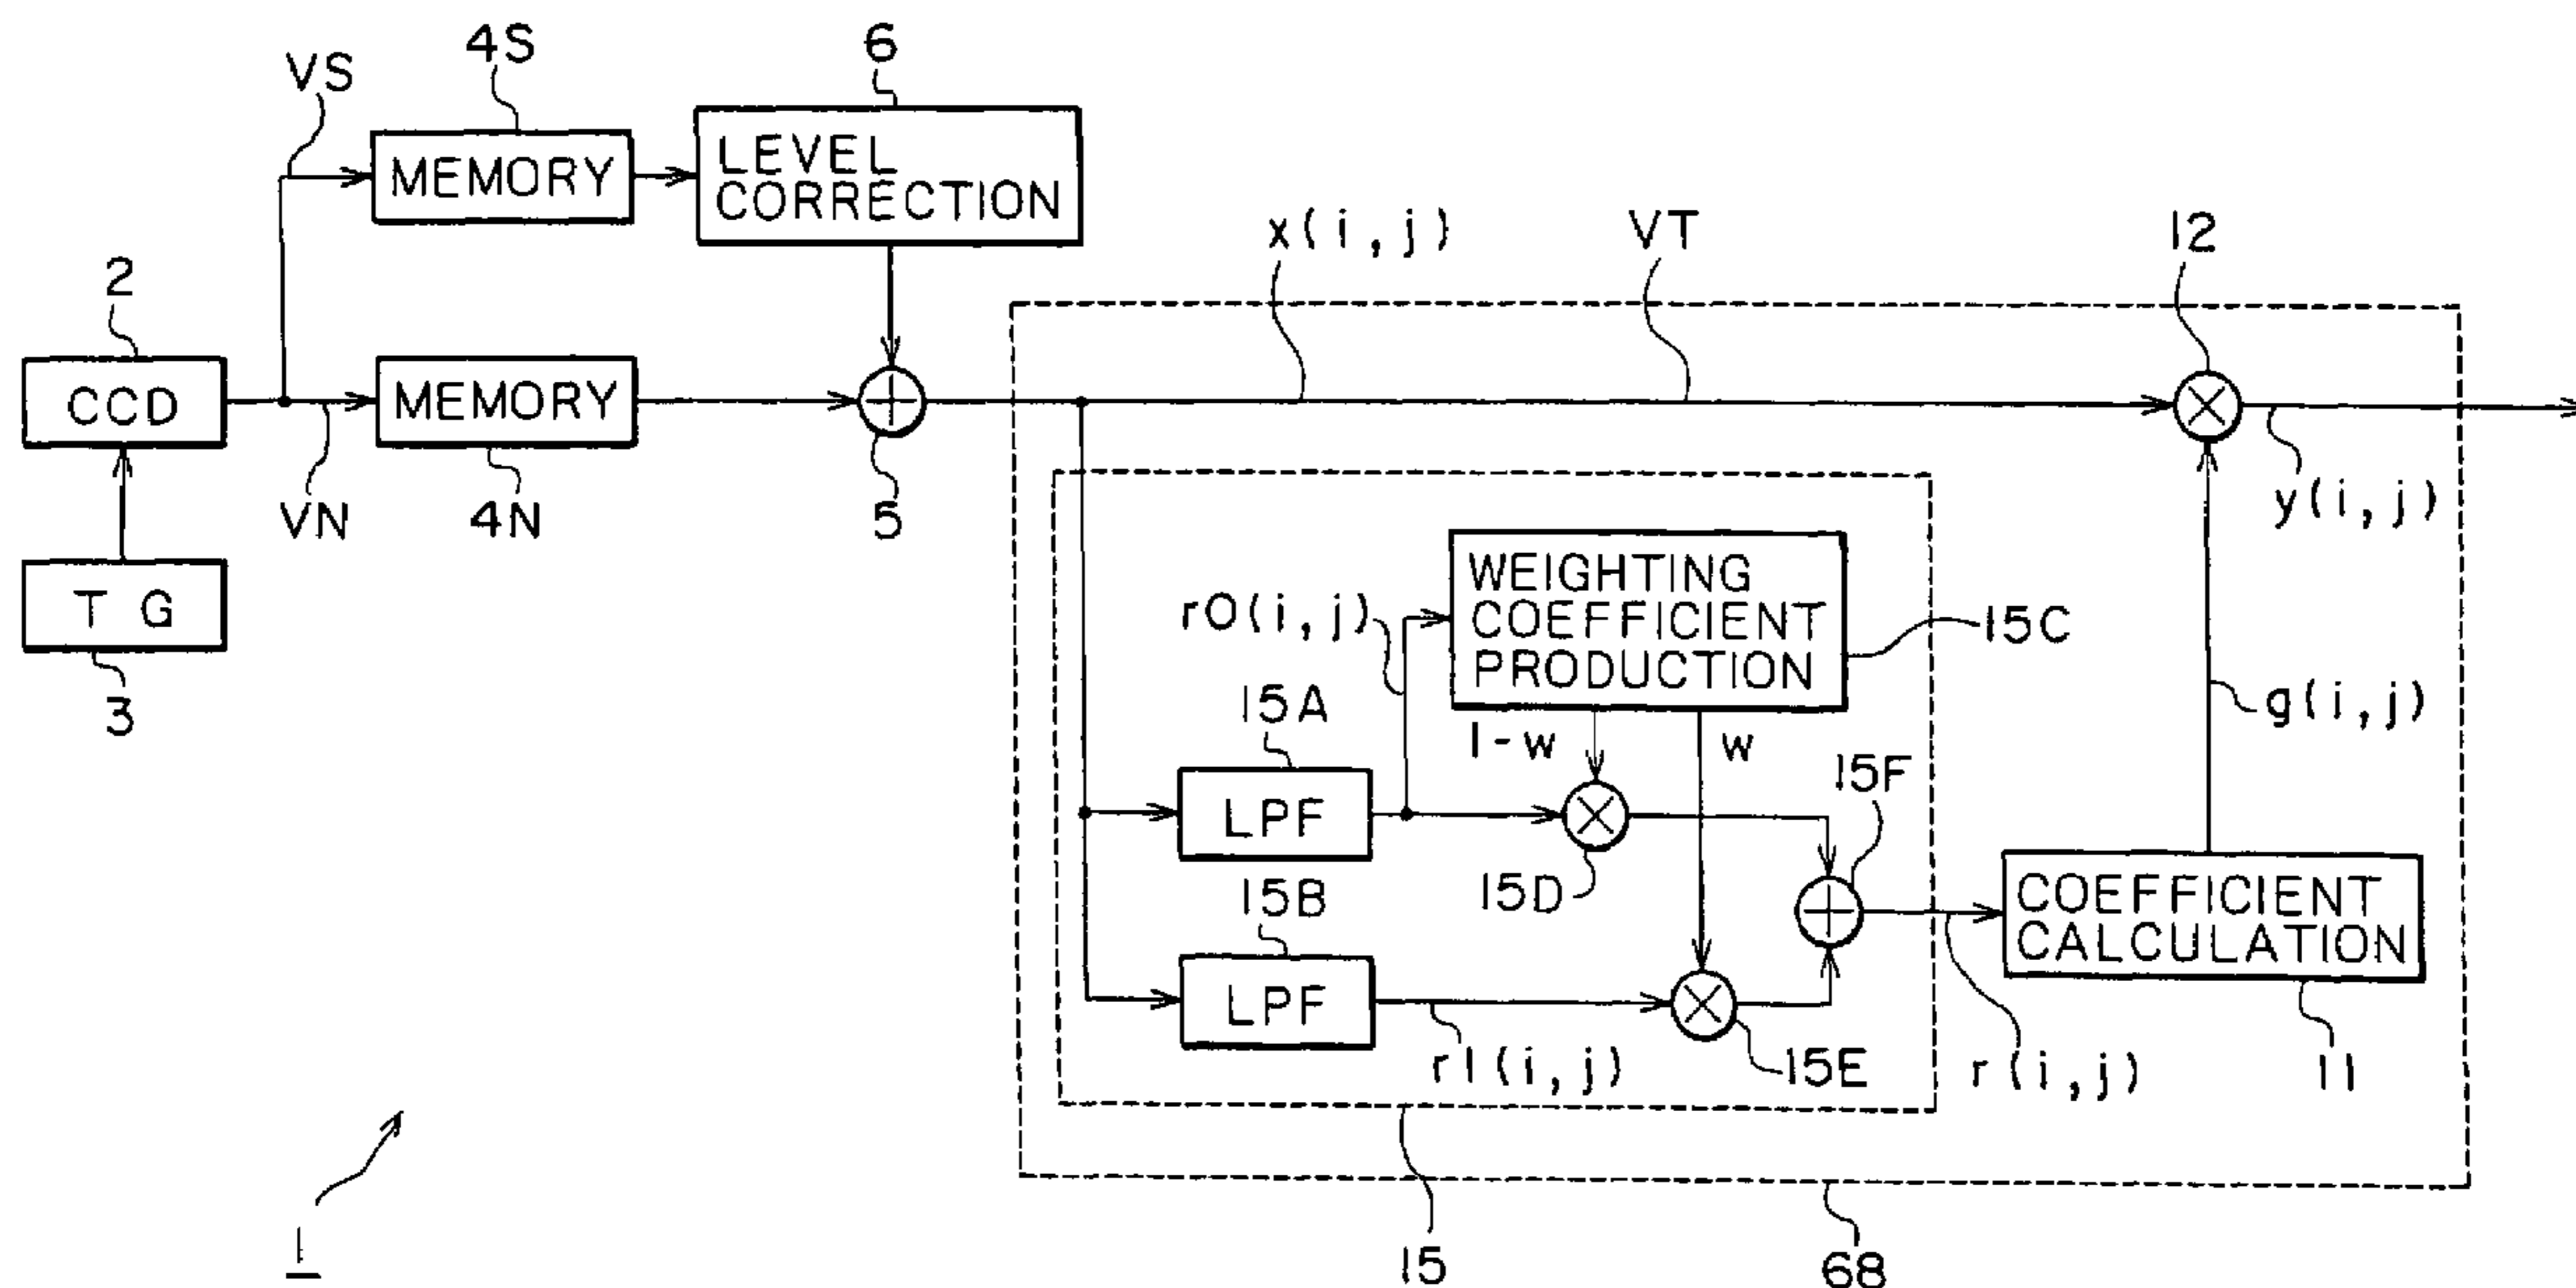 4S
6
VS
MEMORY
LEVEL
CORRECTION
x(i,j)
VT
12
2
CCD
MEMORY
VN
4N
5
y(i,j)
T G
3
WEIGHTING
COEFFICIENT
PRODUCTION
r0(i,j)
15C
g(i,j)
15A
1-w
w
15F
LPF
15D
15B
COEFFICIENT
CALCULATION
LPF
r1(i,j)
15E
r(i,j)
11
1
15
68